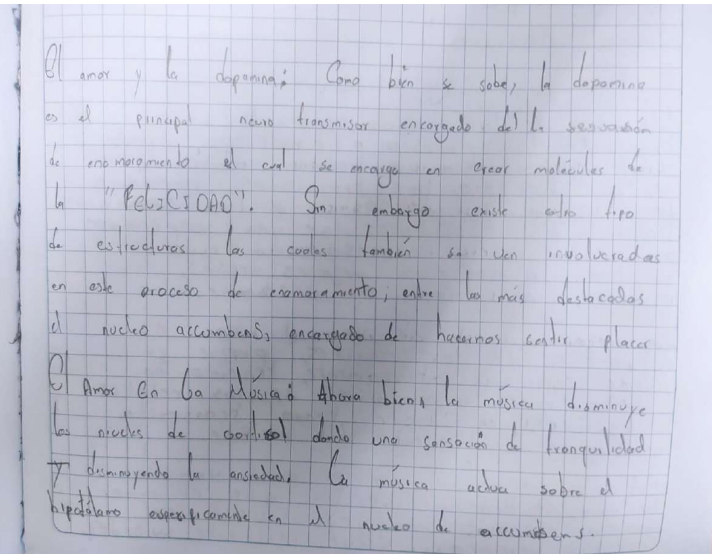 El amor y la dopamina: Como bien se sabe, la dopamina
es el principal neuro transmisor encargado del la sensación
de enamoramiento el cual se encarga en crear moléculas de
la "FELICIDAD". Sin embargo existe otro tipo
de estructuras las cuales también se ven involucradas
en este proceso de enamoramiento, entre las más destacadas
el nucleo accumbens, encargado de hacernos sentir placer
El Amor En La Música: Ahora bien, la música disminuye
los niveles de cortisol dando una sensación de tranquilidad
y disminuyendo la ansiedad. La música actua sobre el
hipotálamo especificamente en el nucleo de accumbens.